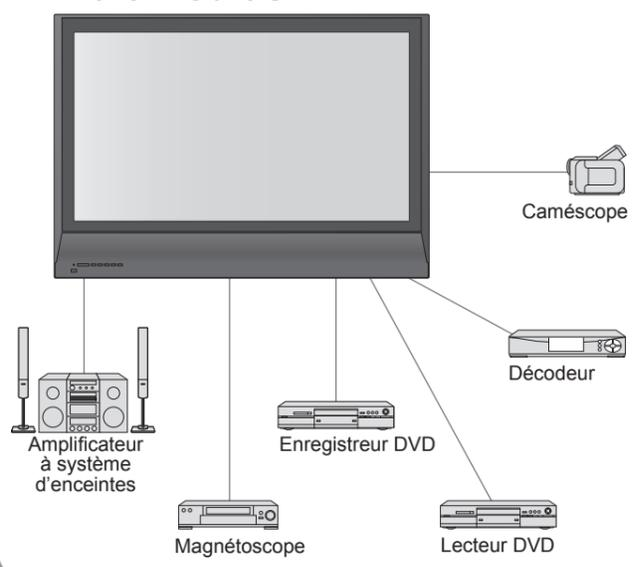 Caméscope
Décodeur
Amplificateur
à système
d'enceintes
Enregistreur DVD
Magnétoscope
Lecteur DVD